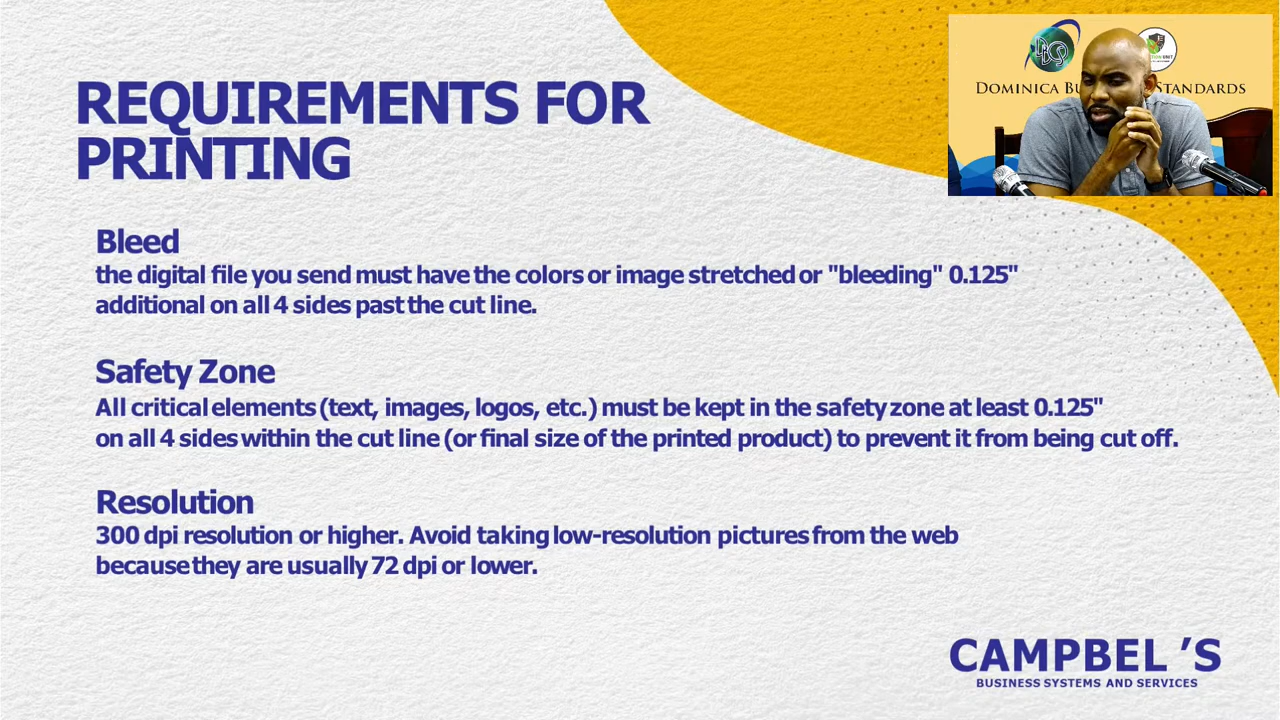 REQUIREMENTS FOR
PRINTING
DBOS
DOMINICA BU
STANDARDS
Bleed
the digital file you send must have the colors or image stretched or "bleeding" 0.125"
additional on all 4 sides past the cut line.
Safety Zone
All critical elements (text, images, logos, etc.) must be kept in the safety zone at least 0.125"
on all 4 sides within the cut line (or final size of the printed product) to prevent it from being cut off.
Resolution
300 dpi resolution or higher. Avoid taking low-resolution pictures from the web
because they are usually 72 dpi or lower.
CAMPBEL 'S
BUSINESS SYSTEMS AND SERVICES